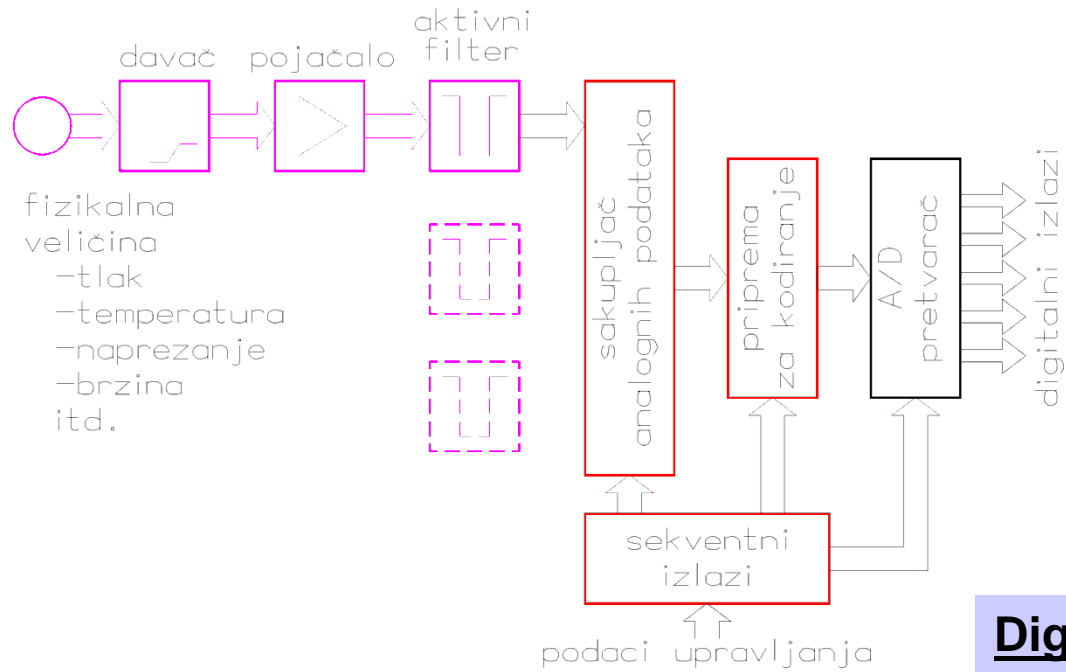 davač
pojačalo
aktivni
filter
fizikalna
veličina
-tlak
-temperatura
-naprezanje
-brzina
itd.
sakupljač
analognih podataka
priprema
za kodiranje
A/D
pretvarač
digitalni izlazi
sekventni
izlazi
podaci upravljanja
Dig